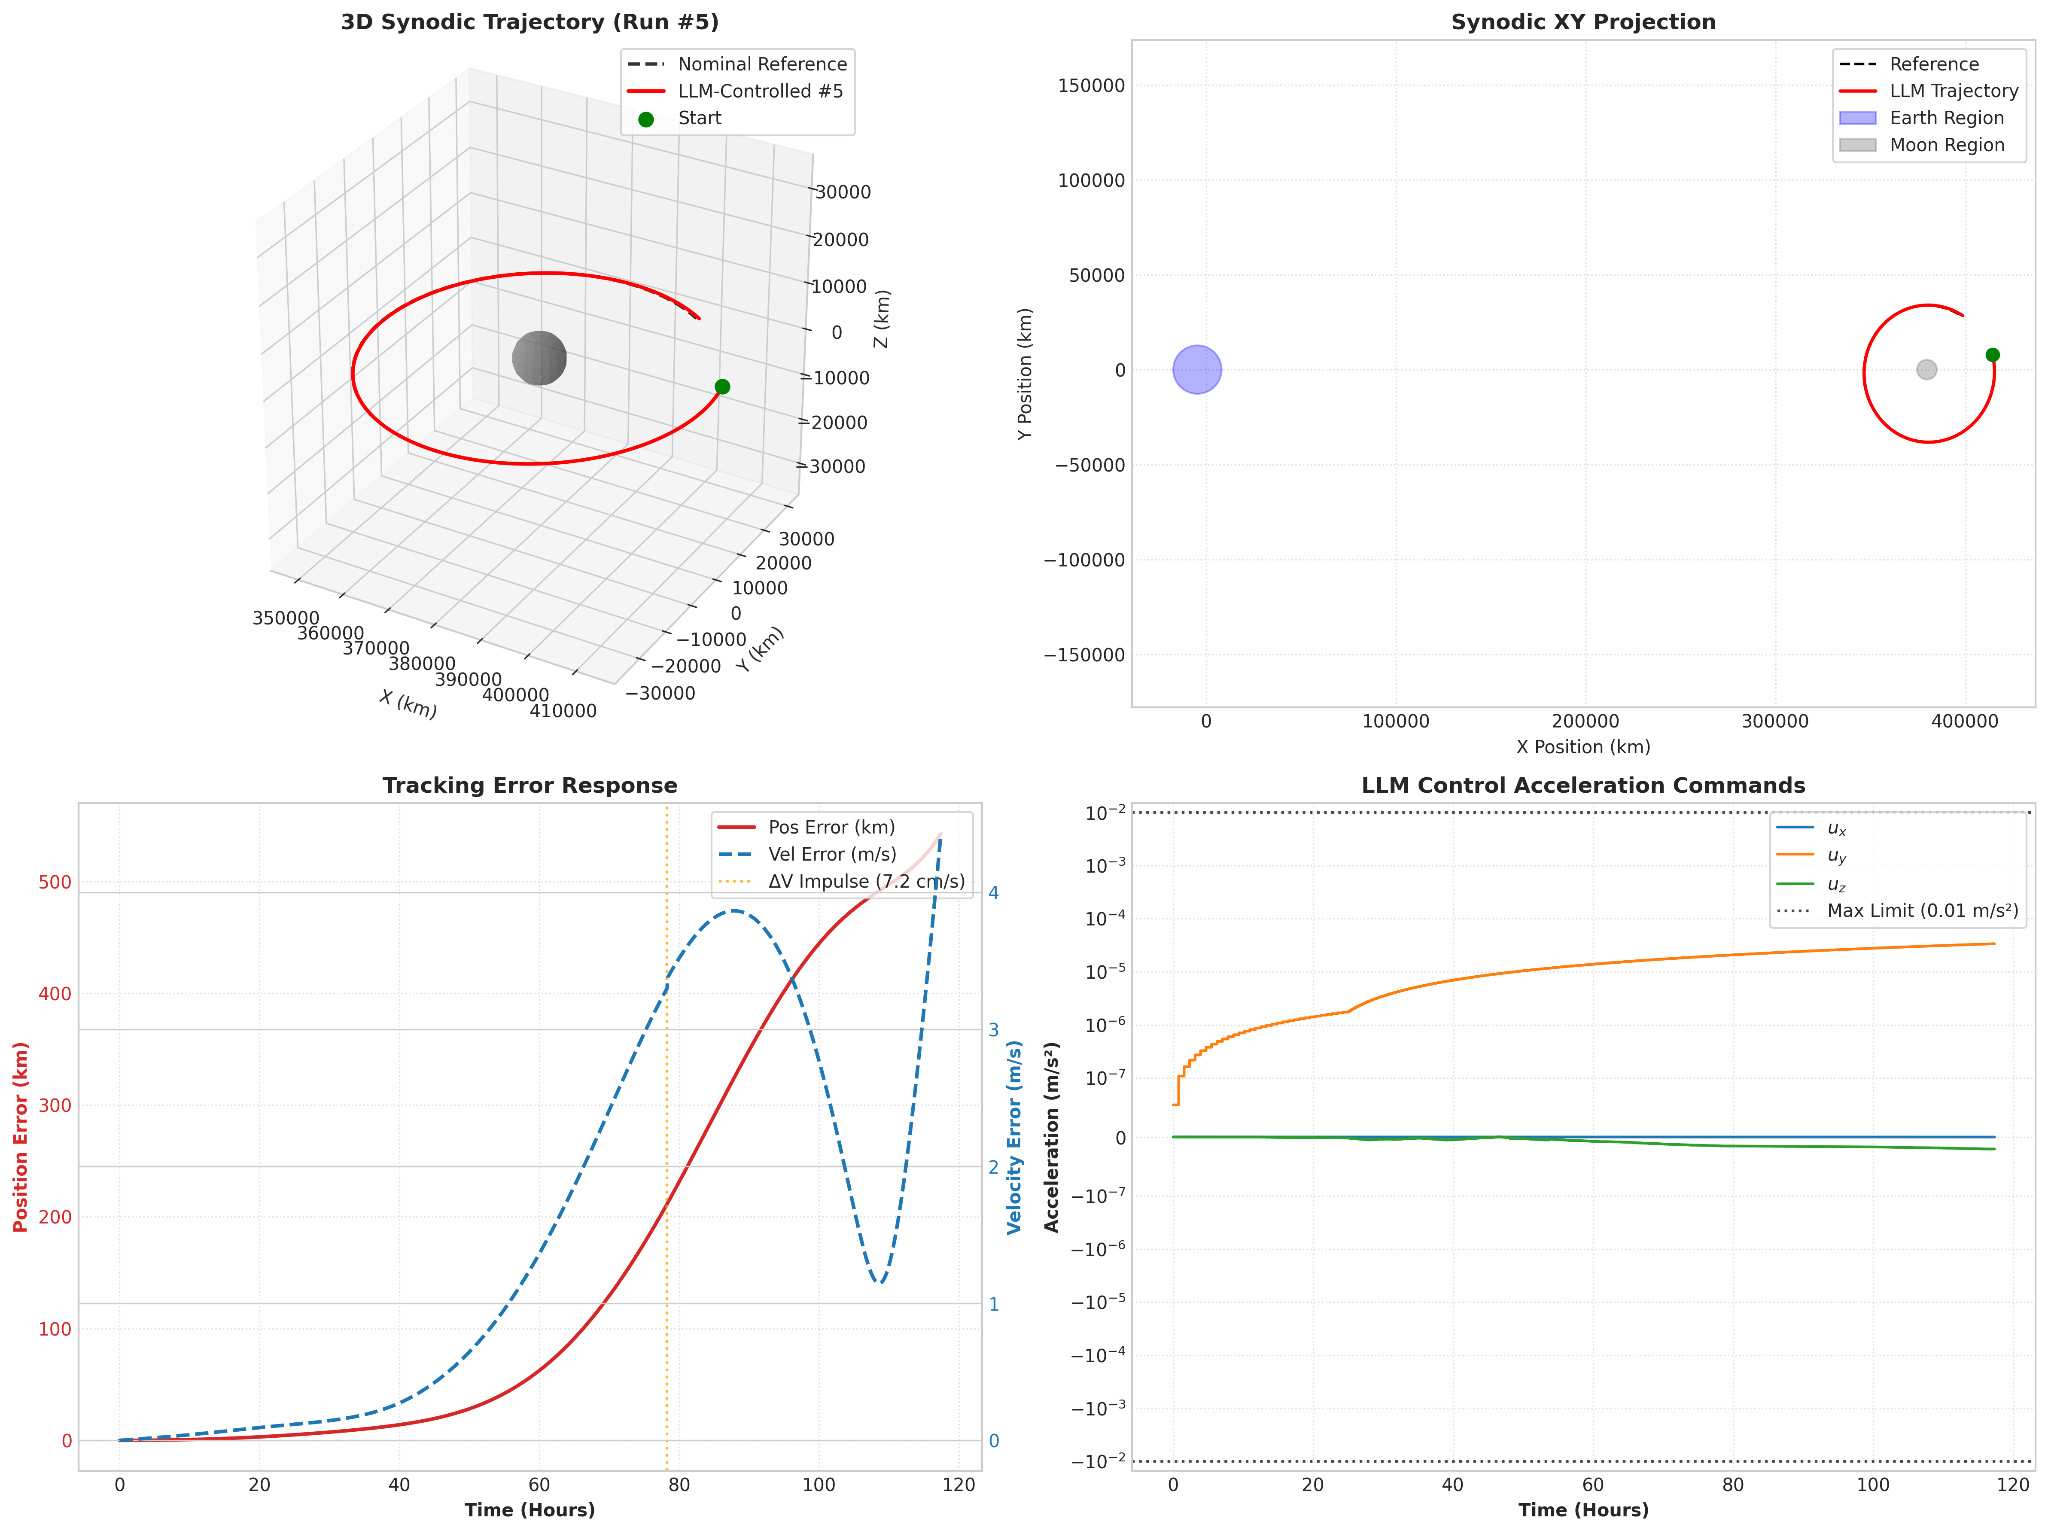 3D Synodic Trajectory (Run #5)
Nominal Reference
LLM-Controlled #5
Start
30000
20000
10000
0
−10000
−20000
−30000
Z (km)
350000
360000
370000
380000
390000
400000
410000
X (km)
30000
20000
10000
0
−10000
−20000
−30000
Y (km)
Synodic XY Projection
Reference
LLM Trajectory
Earth Region
Moon Region
150000
100000
50000
0
−50000
−100000
−150000
Y Position (km)
0
100000
200000
300000
400000
X Position (km)
Tracking Error Response
Pos Error (km)
Vel Error (m/s)
ΔV Impulse (7.2 cm/s)
500
400
300
200
100
0
Position Error (km)
4
3
2
1
0
Velocity Error (m/s)
0 20 40 60 80 100 120
Time (Hours)
LLM Control Acceleration Commands
u_x
u_y
u_z
Max Limit (0.01 m/s²)
10⁻²
10⁻³
10⁻⁴
10⁻⁵
10⁻⁶
10⁻⁷
0
−10⁻⁷
−10⁻⁶
−10⁻⁵
−10⁻⁴
−10⁻³
−10⁻²
Acceleration (m/s²)
0 20 40 60 80 100 120
Time (Hours)